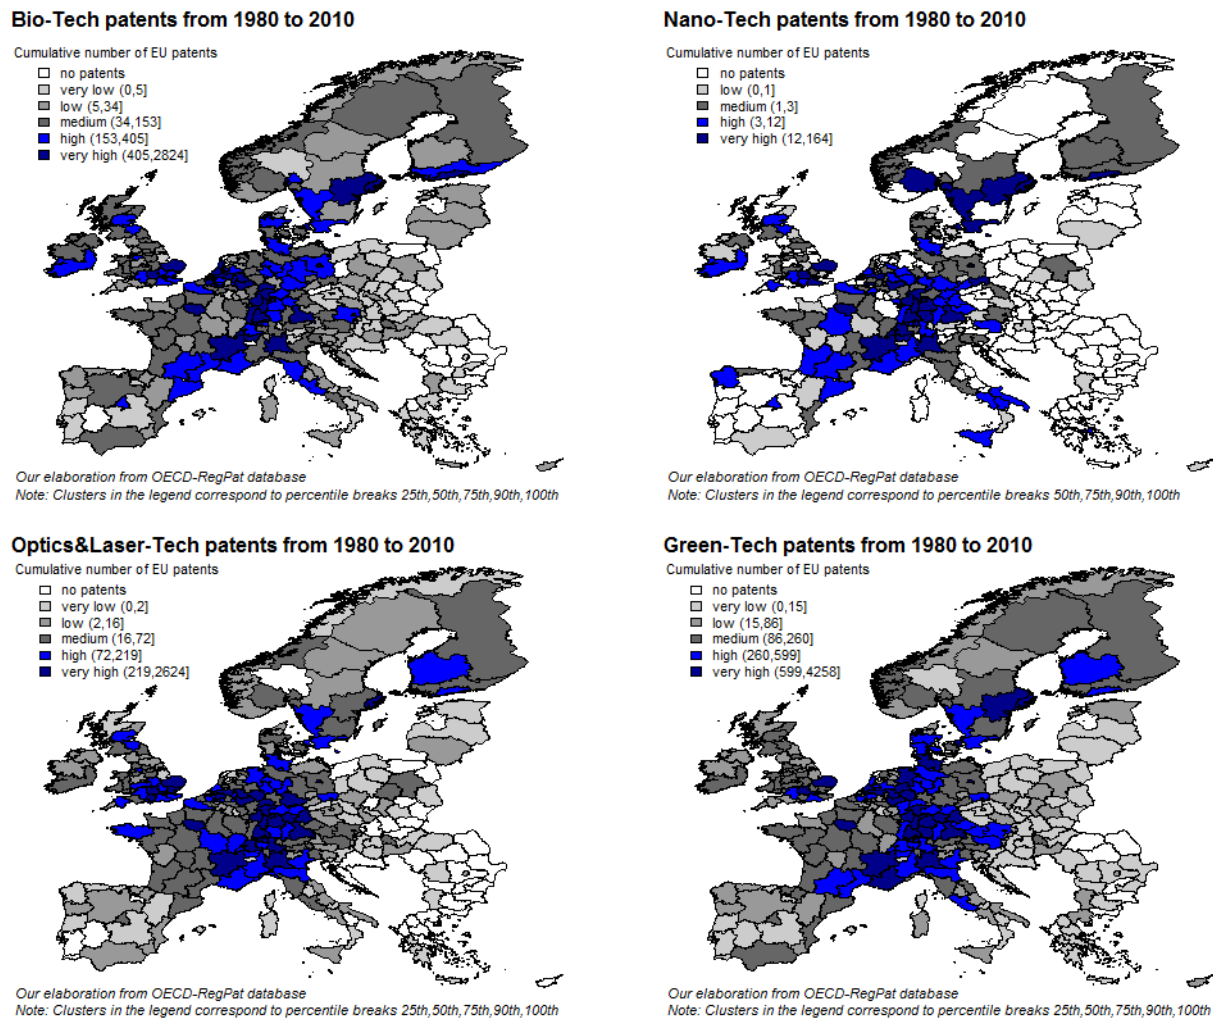 Bio-Tech patents from 1980 to 2010
Cumulative number of EU patents
no patents
very low (0,5]
low (5,34]
medium (34,153]
high (153,405]
very high (405,2824]
Our elaboration from OECD-RegPat database
Note: Clusters in the legend correspond to percentile breaks 25th,50th,75th,90th,100th
Nano-Tech patents from 1980 to 2010
Cumulative number of EU patents
no patents
low (0,1]
medium (1,3]
high (3,12]
very high (12,164]
Our elaboration from OECD-RegPat database
Note: Clusters in the legend correspond to percentile breaks 50th,75th,90th,100th
Optics&Laser-Tech patents from 1980 to 2010
Cumulative number of EU patents
no patents
very low (0,2]
low (2,16]
medium (16,72]
high (72,219]
very high (219,2624]
Our elaboration from OECD-RegPat database
Note: Clusters in the legend correspond to percentile breaks 25th,50th,75th,90th,100th
Green-Tech patents from 1980 to 2010
Cumulative number of EU patents
no patents
very low (0,15]
low (15,86]
medium (86,260]
high (260,599]
very high (599,4258]
Our elaboration from OECD-RegPat database
Note: Clusters in the legend correspond to percentile breaks 25th,50th,75th,90th,100th